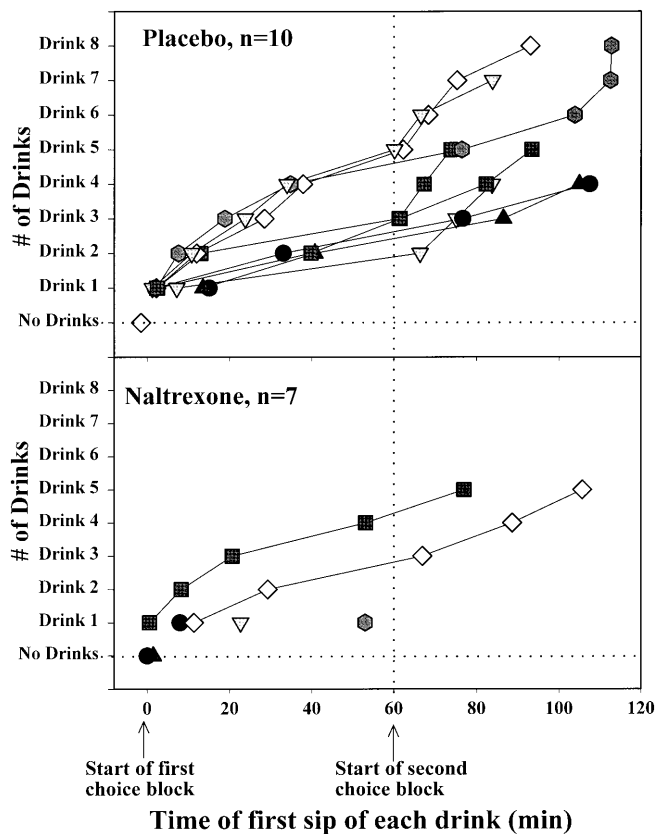 Placebo, n=10
Drink 8
Drink 7
Drink 6
Drink 5
Drink 4
Drink 3
Drink 2
Drink 1
No Drinks
# of Drinks
Naltrexone, n=7
Drink 8
Drink 7
Drink 6
Drink 5
Drink 4
Drink 3
Drink 2
Drink 1
No Drinks
# of Drinks
0 20 40 60 80 100 120
Start of first
choice block
Start of second
choice block
Time of first sip of each drink (min)